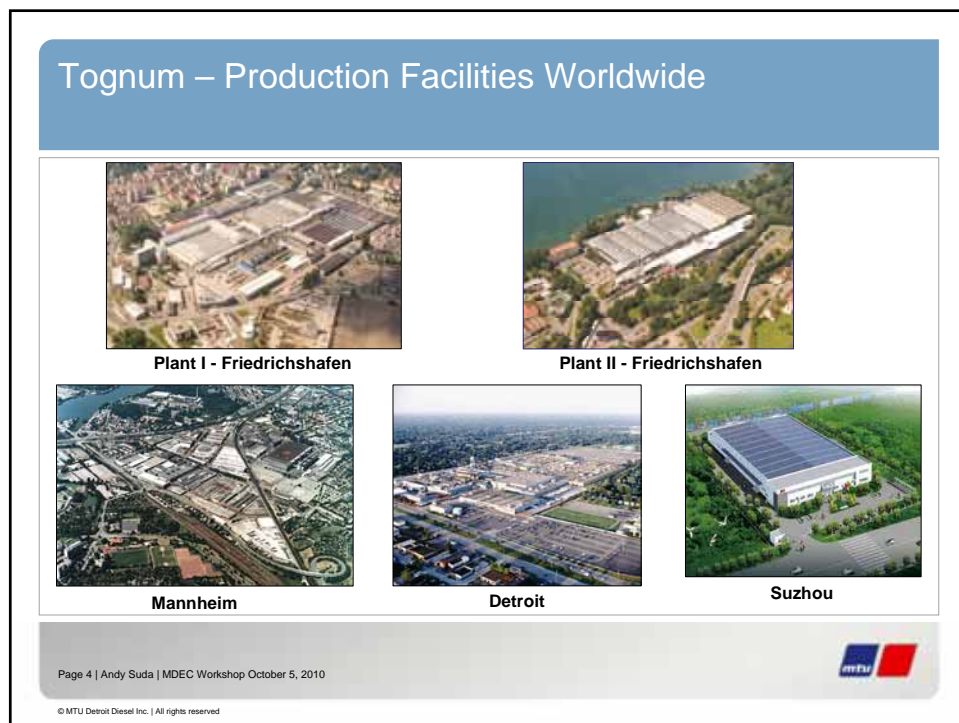 Tognum – Production Facilities Worldwide
Plant I - Friedrichshafen
Plant II - Friedrichshafen
Mannheim
Detroit
Suzhou
Page 4 | Andy Suda | MDEC Workshop October 5, 2010
mtu
© MTU Detroit Diesel Inc. | All rights reserved